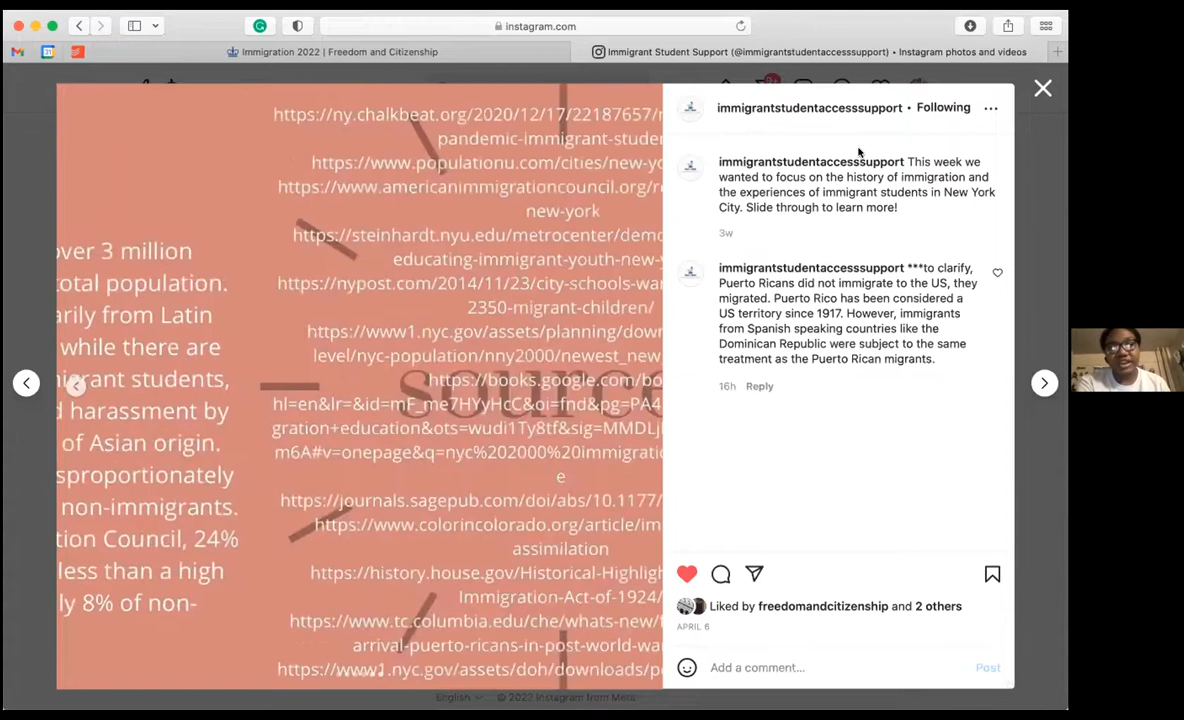 instagram.com
Immigration 2022 | Freedom and Citizenship
Immigrant Student Support (@immigrantstudentaccesssupport) • Instagram photos and videos
over 3 million
total population.
arily from Latin
while there are
migrant students,
d harassment by
of Asian origin.
sproportionately
non-immigrants.
tion Council, 24%
less than a high
ly 8% of non-
https://ny.chalkbeat.org/2020/12/17/22187657/
pandemic-immigrant-studen
https://www.populationu.com/cities/new-yo
https://www.americanimmigrationcouncil.org/re
new-york
https://steinhardt.nyu.edu/metrocenter/demo
educating-immigrant-youth-new-y
https://nypost.com/2014/11/23/city-schools-wa
2350-migrant-children/
https://www1.nyc.gov/assets/planning/down
level/nyc-population/nny2000/newest_new
https://books.google.com/bo
source
hl=en&lr=&id=mF_me7HyHcC&oi=fnd&pg=PA4
gration+education&ots=wudi1Ty8tf&sig=MMDLj
m6A#v=onepage&q=nyc%202000%20immigratio
e
https://journals.sagepub.com/doi/abs/10.1177/
https://www.colorincolorado.org/article/im
assimilation
https://history.house.gov/Historical-Highligh
Immigration-Act-of-1924/
https://www.tc.columbia.edu/che/whats-new/t
arrival-puerto-ricans-in-post-world-wa
https://www1.nyc.gov/assets/doh/downloads/pd
immigrantstudentaccesssupport • Following
immigrantstudentaccesssupport This week we
wanted to focus on the history of immigration and
the experiences of immigrant students in New York
City. Slide through to learn more!
3w
immigrantstudentaccesssupport ***to clarify,
Puerto Ricans did not immigrate to the US, they
migrated. Puerto Rico has been considered a
US territory since 1917. However, immigrants
from Spanish speaking countries like the
Dominican Republic were subject to the same
treatment as the Puerto Rican migrants.
16h Reply
Liked by freedomandcitizenship and 2 others
APRIL 6
Add a comment...
Post
English
© 2022 Instagram from Meta